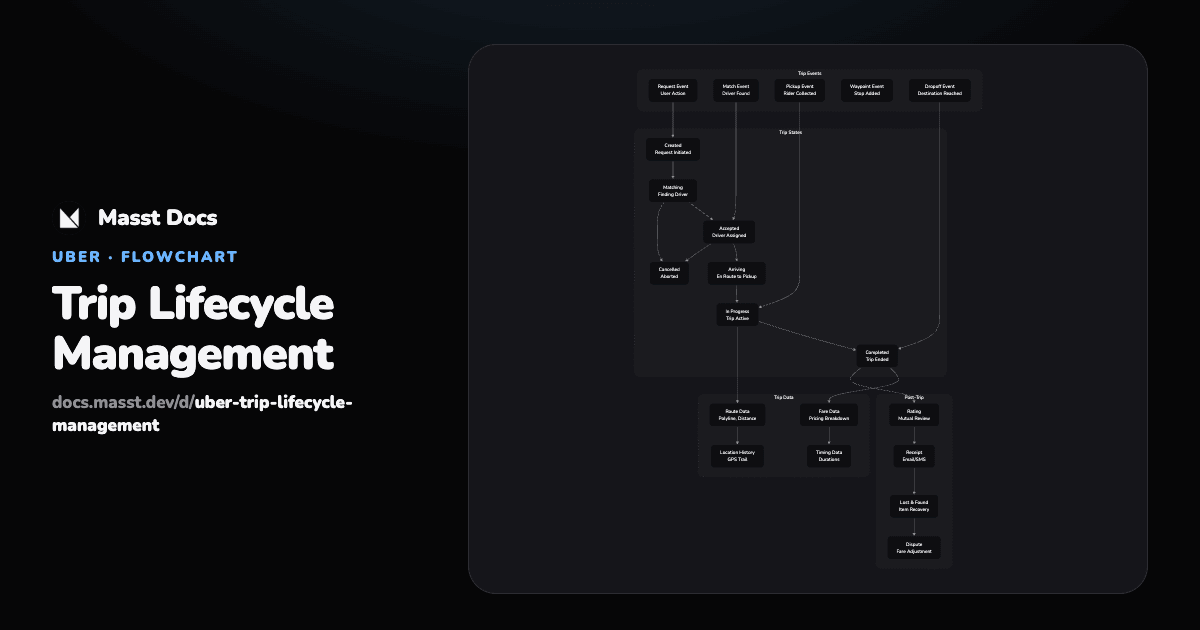 Masst Docs
UBER · FLOWCHART
Trip Lifecycle
Management
docs.masst.dev/d/uber-trip-lifecycle-
management
Trip Events
Request Event
User Action
Match Event
Driver Found
Pickup Event
Rider Collected
Waypoint Event
Stop Added
Dropoff Event
Destination Reached
Trip States
Created
Request Initiated
Matching
Finding Driver
Accepted
Driver Assigned
Cancelled
Aborted
Arriving
En Route to Pickup
In Progress
Trip Active
Completed
Trip Ended
Trip Data
Route Data
Polyline, Distance
Fare Data
Pricing Breakdown
Location History
GPS Trail
Timing Data
Durations
Post-Trip
Rating
Mutual Review
Receipt
Email/SMS
Lost & Found
Item Recovery
Dispute
Fare Adjustment